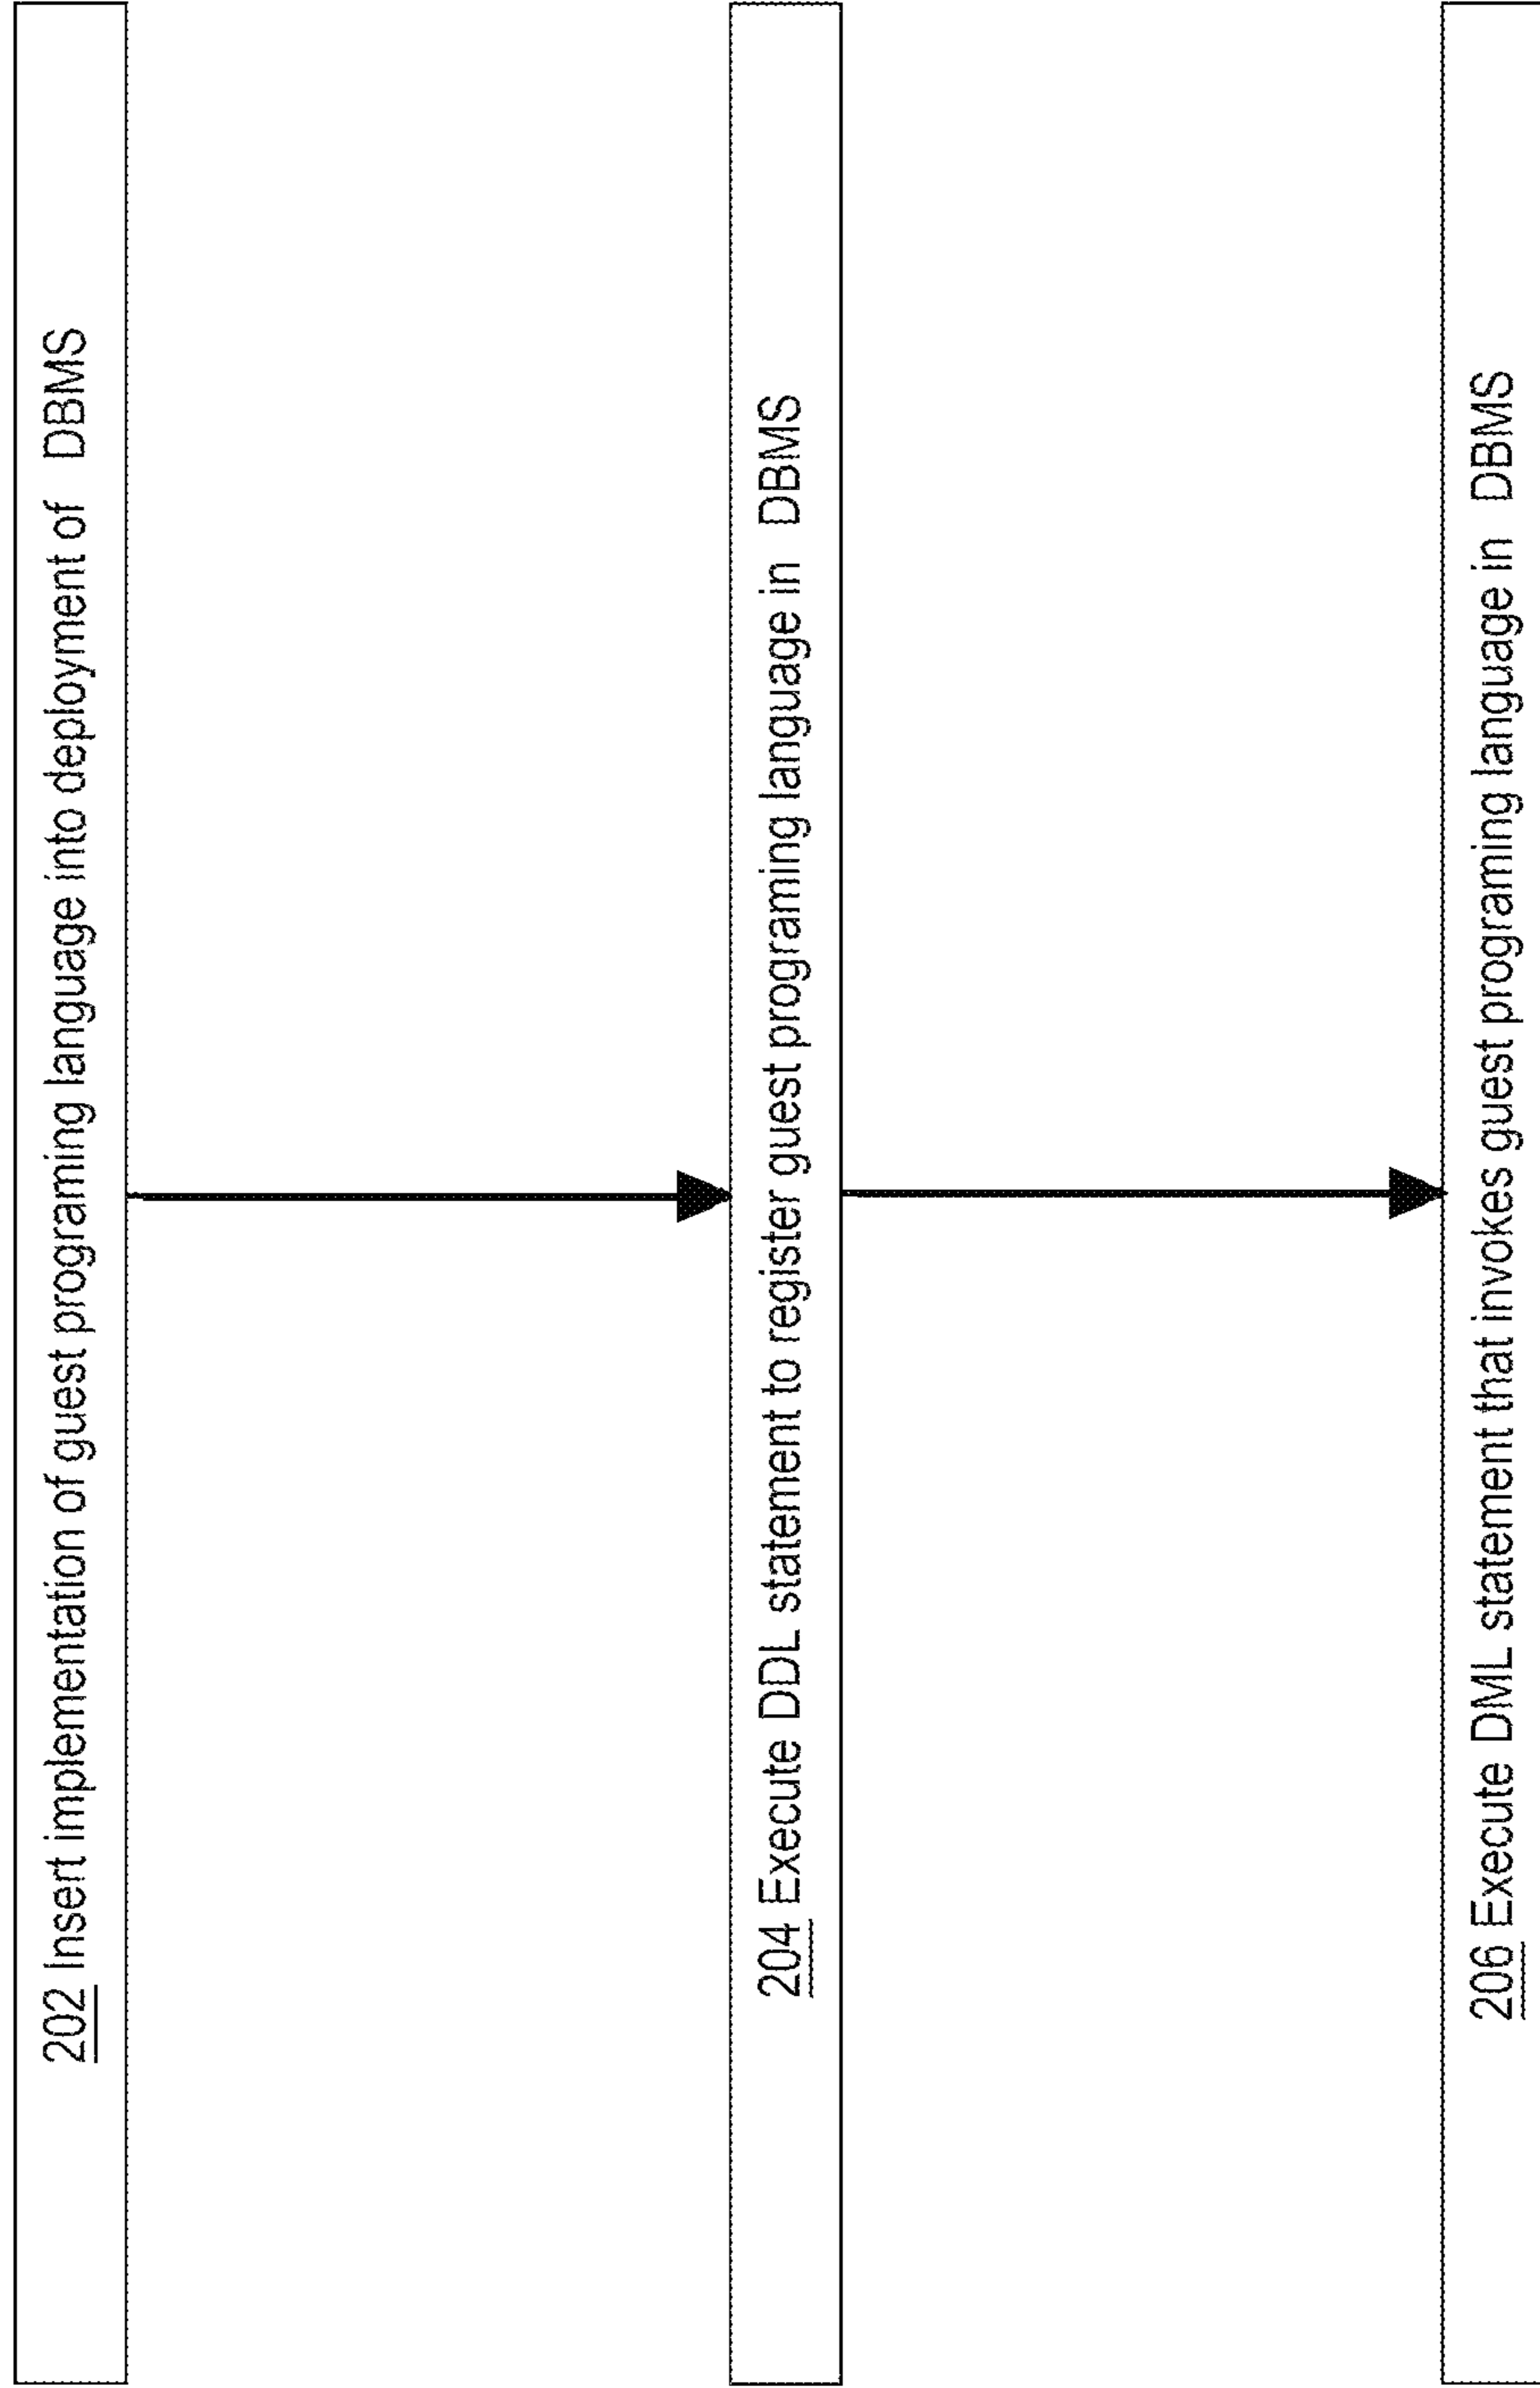 202 Insert implementation of guest programing language into deployment of DBMS
204 Execute DDL statement to register guest programing language in DBMS
206 Execute DML statement that invokes guest programing language in DBMS